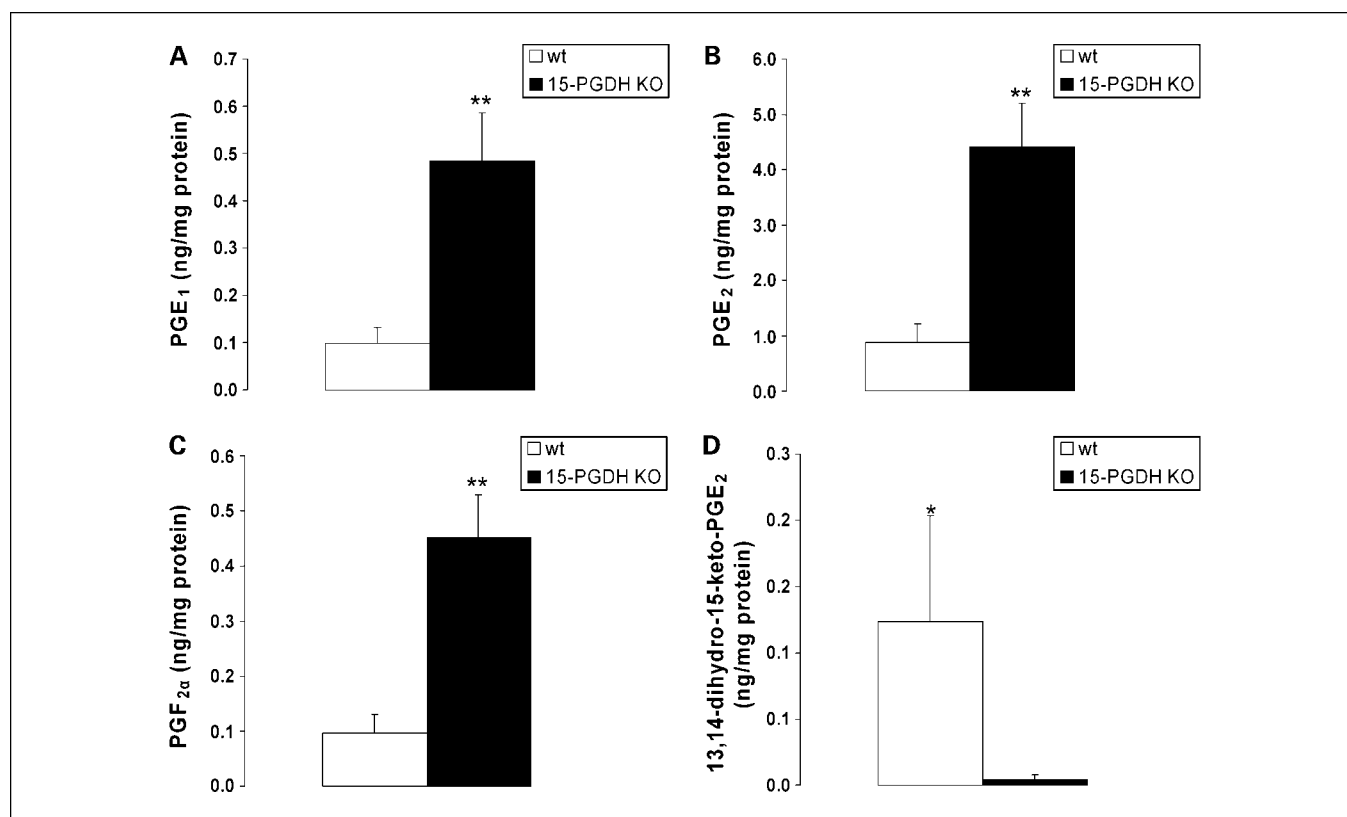 A
0.7
0.6
0.5
0.4
0.3
0.2
0.1
0.0
PGE₁ (ng/mg protein)
wt
15-PGDH KO
**
B
6.0
5.0
4.0
3.0
2.0
1.0
0.0
PGE₂ (ng/mg protein)
wt
15-PGDH KO
**
C
0.6
0.5
0.4
0.3
0.2
0.1
0.0
PGF₂α (ng/mg protein)
wt
15-PGDH KO
**
D
0.3
0.2
0.2
0.1
0.1
0.0
13,14-dihydro-15-keto-PGE₂
(ng/mg protein)
wt
15-PGDH KO
*